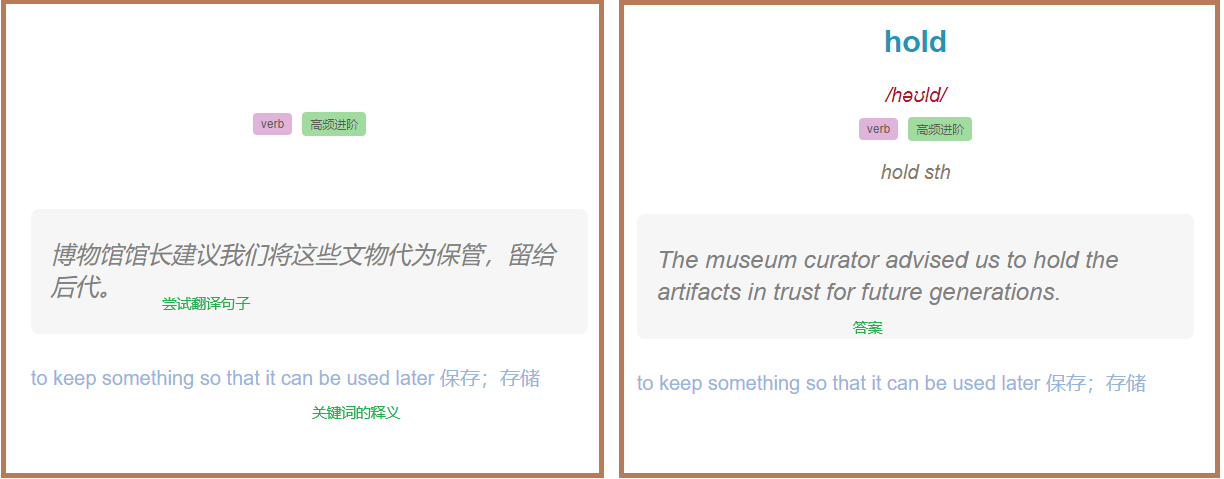 verb 高频进阶
博物馆馆长建议我们将这些文物代为保管，留给
后代。
尝试翻译句子
to keep something so that it can be used later 保存；存储
关键词的释义
hold
/həʊld/
verb 高频进阶
hold sth
The museum curator advised us to hold the
artifacts in trust for future generations.
答案
to keep something so that it can be used later 保存；存储